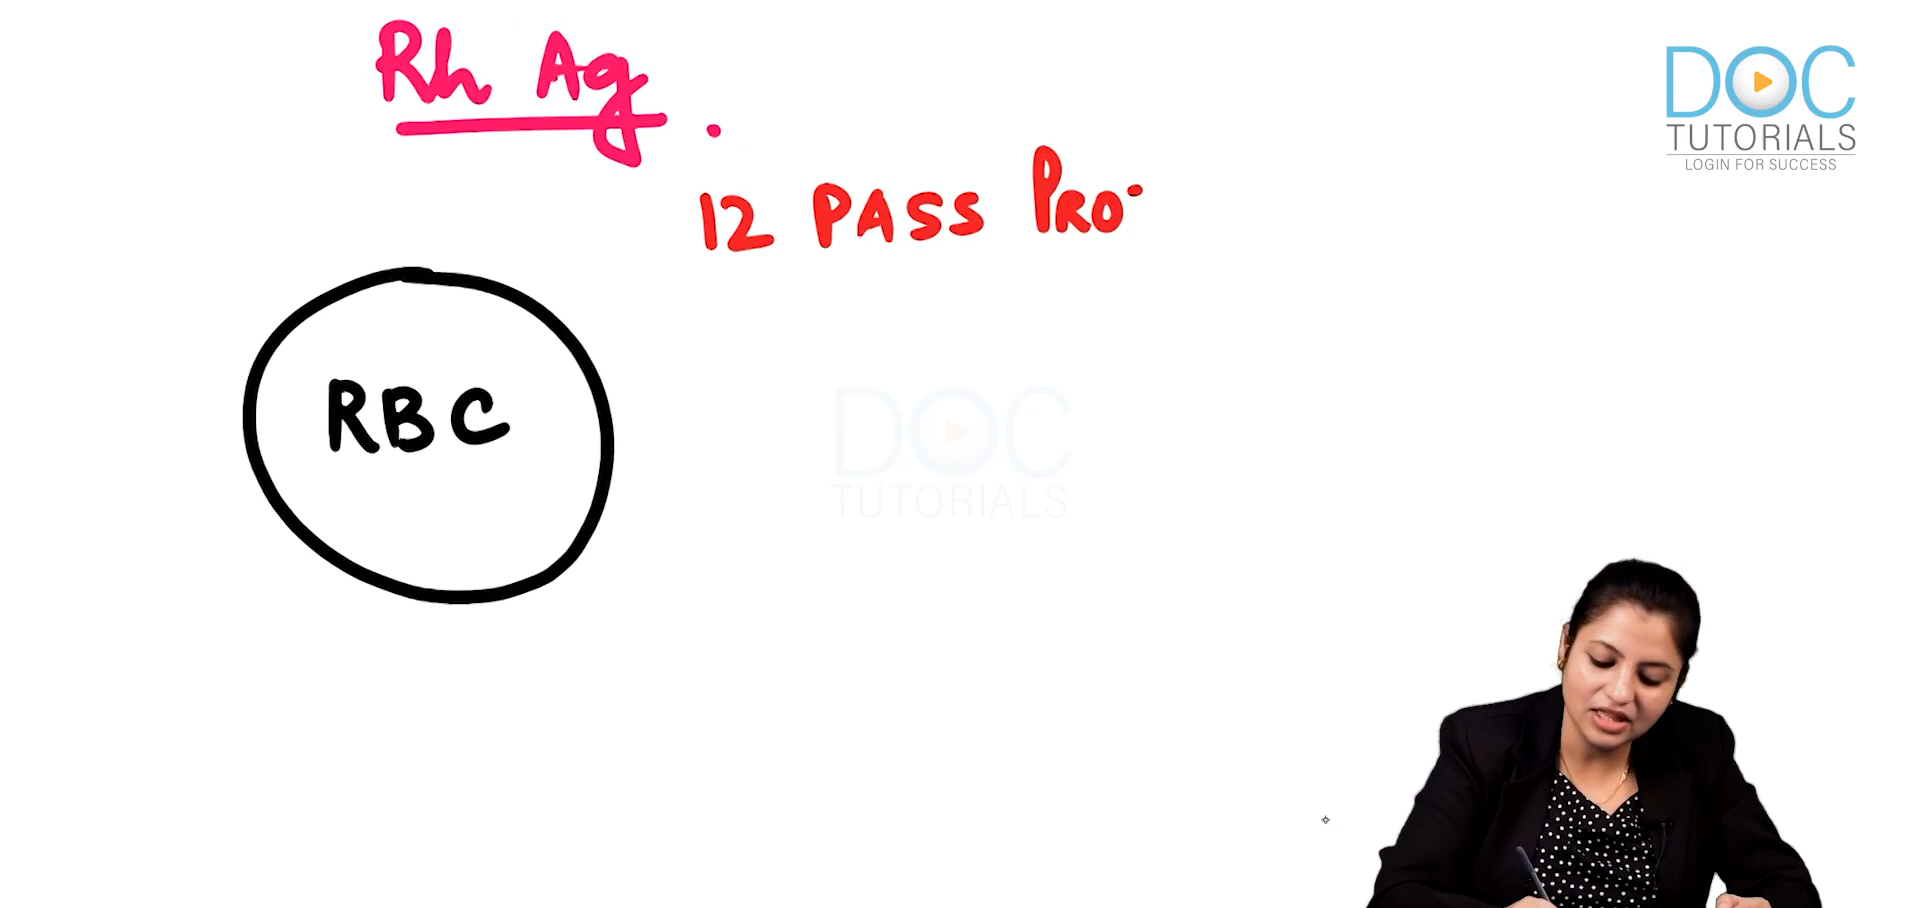 Rh Ag.
DOC
TUTORIALS
LOGIN FOR SUCCESS
12 PASS PRO-
RBC
DOC
TUTORIALS